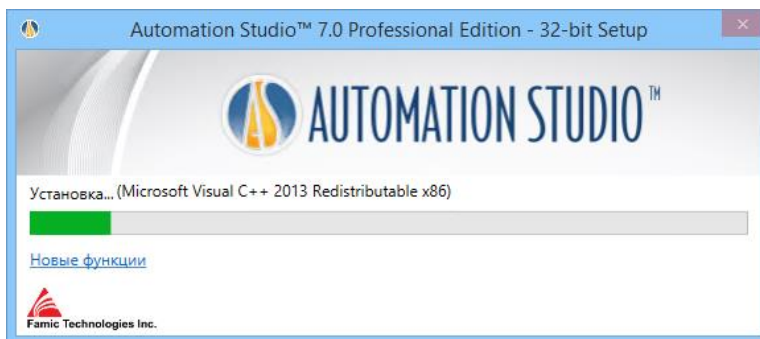 Automation Studio™ 7.0 Professional Edition - 32-bit Setup
AUTOMATION STUDIO™
Установка... (Microsoft Visual C++ 2013 Redistributable x86)
Новые функции
Famic Technologies Inc.